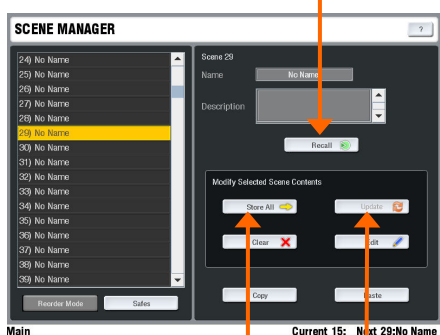 SCENE MANAGER
?
24) No Name
25) No Name
26) No Name
27) No Name
28) No Name
29) No Name
30) No Name
31) No Name
32) No Name
33) No Name
34) No Name
35) No Name
36) No Name
37) No Name
38) No Name
39) No Name
Reorder Mode
Safes
Scene 29
Name
No Name
Description
Recall
Modify Selected Scene Contents
Store All
Update
Clear
Edit
Copy
Paste
Main
Current 15: Next 29:No Name